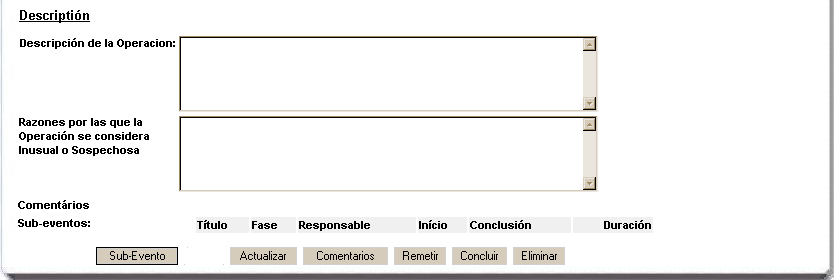 Descriptión
Descripción de la Operacion:
Razones por las que la
Operación se considera
Inusual o Sospechosa
Comentários
Sub-eventos: Título Fase Responsable Início Conclusión Duración
Sub-Evento Actualizar Comentarios Remetir Concluir Eliminar